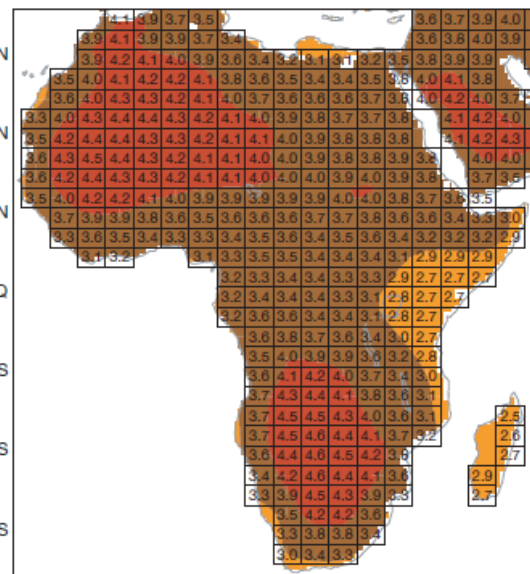 4.1 3.9 3.7 3.5 3.6 3.7 3.9 4.0
3.9 4.1 3.9 3.9 3.7 3.4 3.6 3.8 4.0 3.9
N 3.9 4.2 4.1 4.0 3.9 3.6 3.4 3.2 3.1 3.1 3.2 3.5 3.8 3.9 3.9
3.5 4.0 4.1 4.2 4.2 4.1 3.8 3.6 3.5 3.4 3.4 3.5 3.8 4.0 4.1 3.8
3.6 4.0 4.3 4.3 4.2 4.1 4.0 3.7 3.6 3.6 3.6 3.7 3.6 4.0 4.2 4.0 3.7
3.3 4.0 4.3 4.4 4.4 4.3 4.2 4.1 4.0 3.9 3.8 3.7 3.7 3.8 4.1 4.2 4.0
N 3.5 4.2 4.4 4.4 4.3 4.3 4.2 4.1 4.1 4.0 3.9 3.8 3.8 3.8 4.1 4.2 4.3
3.6 4.3 4.5 4.4 4.3 4.2 4.1 4.1 4.0 4.0 3.9 3.8 3.8 3.9 3.8 4.0 4.0
3.6 4.2 4.4 4.3 4.2 4.2 4.1 4.1 4.0 4.0 4.0 3.9 4.0 3.9 3.8 3.7 3.5
N 3.5 4.0 4.2 4.2 4.1 4.0 3.9 3.9 3.9 3.9 3.9 4.0 4.0 3.8 3.7 3.6 3.5
3.7 3.9 3.9 3.8 3.6 3.5 3.6 3.6 3.6 3.7 3.7 3.8 3.6 3.6 3.4 3.3 3.0
3.3 3.6 3.5 3.4 3.3 3.3 3.4 3.5 3.6 3.5 3.6 3.4 3.2 3.2 3.2 2.9
3.1 3.2 3.1 3.3 3.5 3.5 3.4 3.4 3.4 3.1 2.9 2.9 2.9
Q 3.2 3.3 3.4 3.4 3.3 3.3 2.9 2.7 2.7 2.7
3.2 3.4 3.4 3.4 3.3 3.1 2.8 2.7 2.7
3.2 3.6 3.6 3.4 3.4 3.1 2.8 2.7
3.6 3.8 3.7 3.6 3.4 3.0 2.7
S 3.5 4.0 3.9 3.9 3.6 3.2 2.8
3.6 4.1 4.2 4.0 3.7 3.4 3.0
3.7 4.3 4.4 4.1 3.8 3.6 3.1
3.7 4.5 4.5 4.3 4.0 3.6 3.1 2.5
S 3.7 4.5 4.6 4.4 4.1 3.7 3.2 2.6
3.6 4.4 4.6 4.5 4.2 3.8 2.7
3.4 4.2 4.6 4.4 4.1 3.6 2.9
3.3 3.9 4.5 4.3 3.9 3.3 2.7
3.5 4.2 4.2 3.6
S 3.3 3.8 3.8 3.4
3.0 3.4 3.3